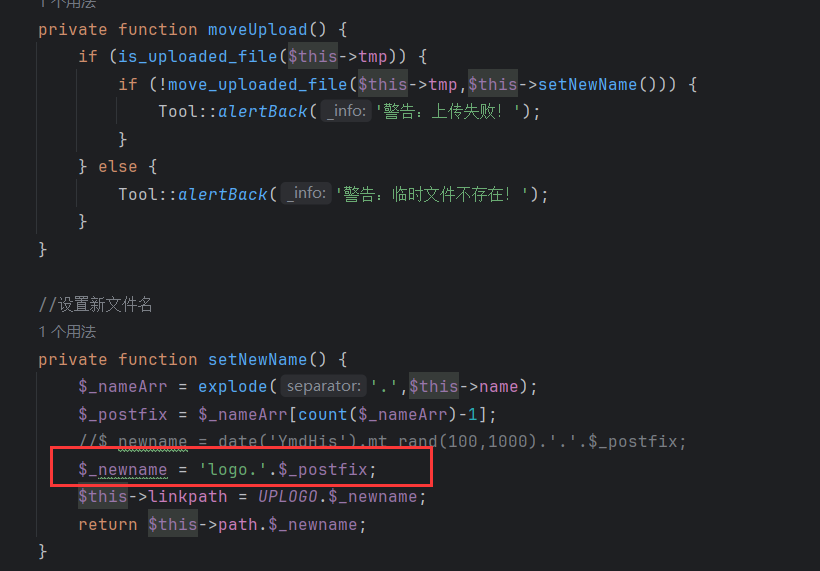 1 个用法
private function moveUpload() {
if (is_uploaded_file($this->tmp)) {
if (!move_uploaded_file($this->tmp,$this->setNewName())) {
Tool::alertBack( _info: '警告：上传失败！');
}
} else {
Tool::alertBack( _info: '警告：临时文件不存在！');
}
}
//设置新文件名
1 个用法
private function setNewName() {
$_nameArr = explode( separator: '.',$this->name);
$_postfix = $_nameArr[count($_nameArr)-1];
//$_newname = date('YmdHis').mt_rand(100,1000).'.'.$_postfix;
$_newname = 'logo.'.$_postfix;
$this->linkpath = UPLOGO.$_newname;
return $this->path.$_newname;
}